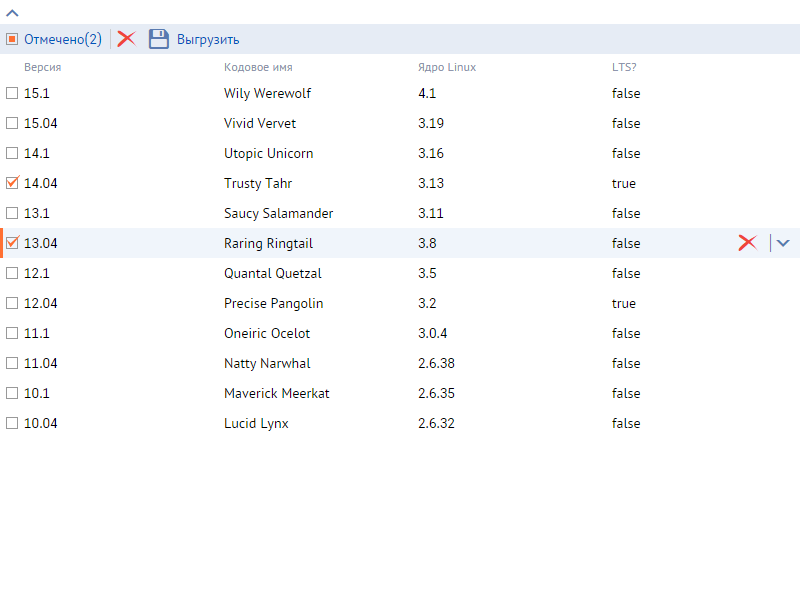 Отмечено(2) Выгрузить
Версия Кодовое имя Ядро Linux LTS?
15.1 Wily Werewolf 4.1 false
15.04 Vivid Vervet 3.19 false
14.1 Utopic Unicorn 3.16 false
14.04 Trusty Tahr 3.13 true
13.1 Saucy Salamander 3.11 false
13.04 Raring Ringtail 3.8 false
12.1 Quantal Quetzal 3.5 false
12.04 Precise Pangolin 3.2 true
11.1 Oneiric Ocelot 3.0.4 false
11.04 Natty Narwhal 2.6.38 false
10.1 Maverick Meerkat 2.6.35 false
10.04 Lucid Lynx 2.6.32 false